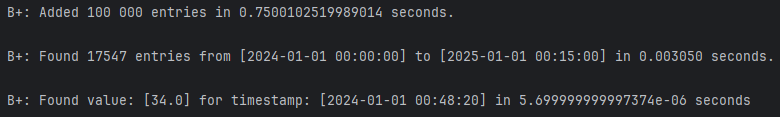 B+: Added 100 000 entries in 0.7500102519989014 seconds.
B+: Found 17547 entries from [2024-01-01 00:00:00] to [2025-01-01 00:15:00] in 0.003050 seconds.
B+: Found value: [34.0] for timestamp: [2024-01-01 00:48:20] in 5.699999999997374e-06 seconds